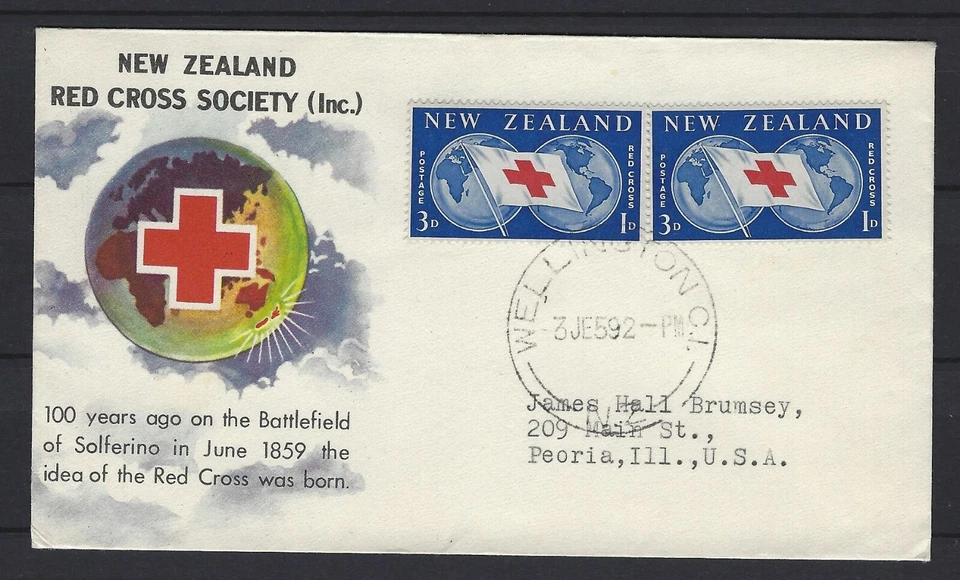 NEW ZEALAND
RED CROSS SOCIETY (Inc.)
100 years ago on the Battlefield
of Solferino in June 1859 the
idea of the Red Cross was born.
NEW ZEALAND
POSTAGE
RED CROSS
3D
1D
NEW ZEALAND
POSTAGE
RED CROSS
3D
1D
WELLINGTON C.1.
3JE592-PM
N.Z
James Hall Brumsey,
209 Main St.,
Peoria,Ill.,U.S.A.